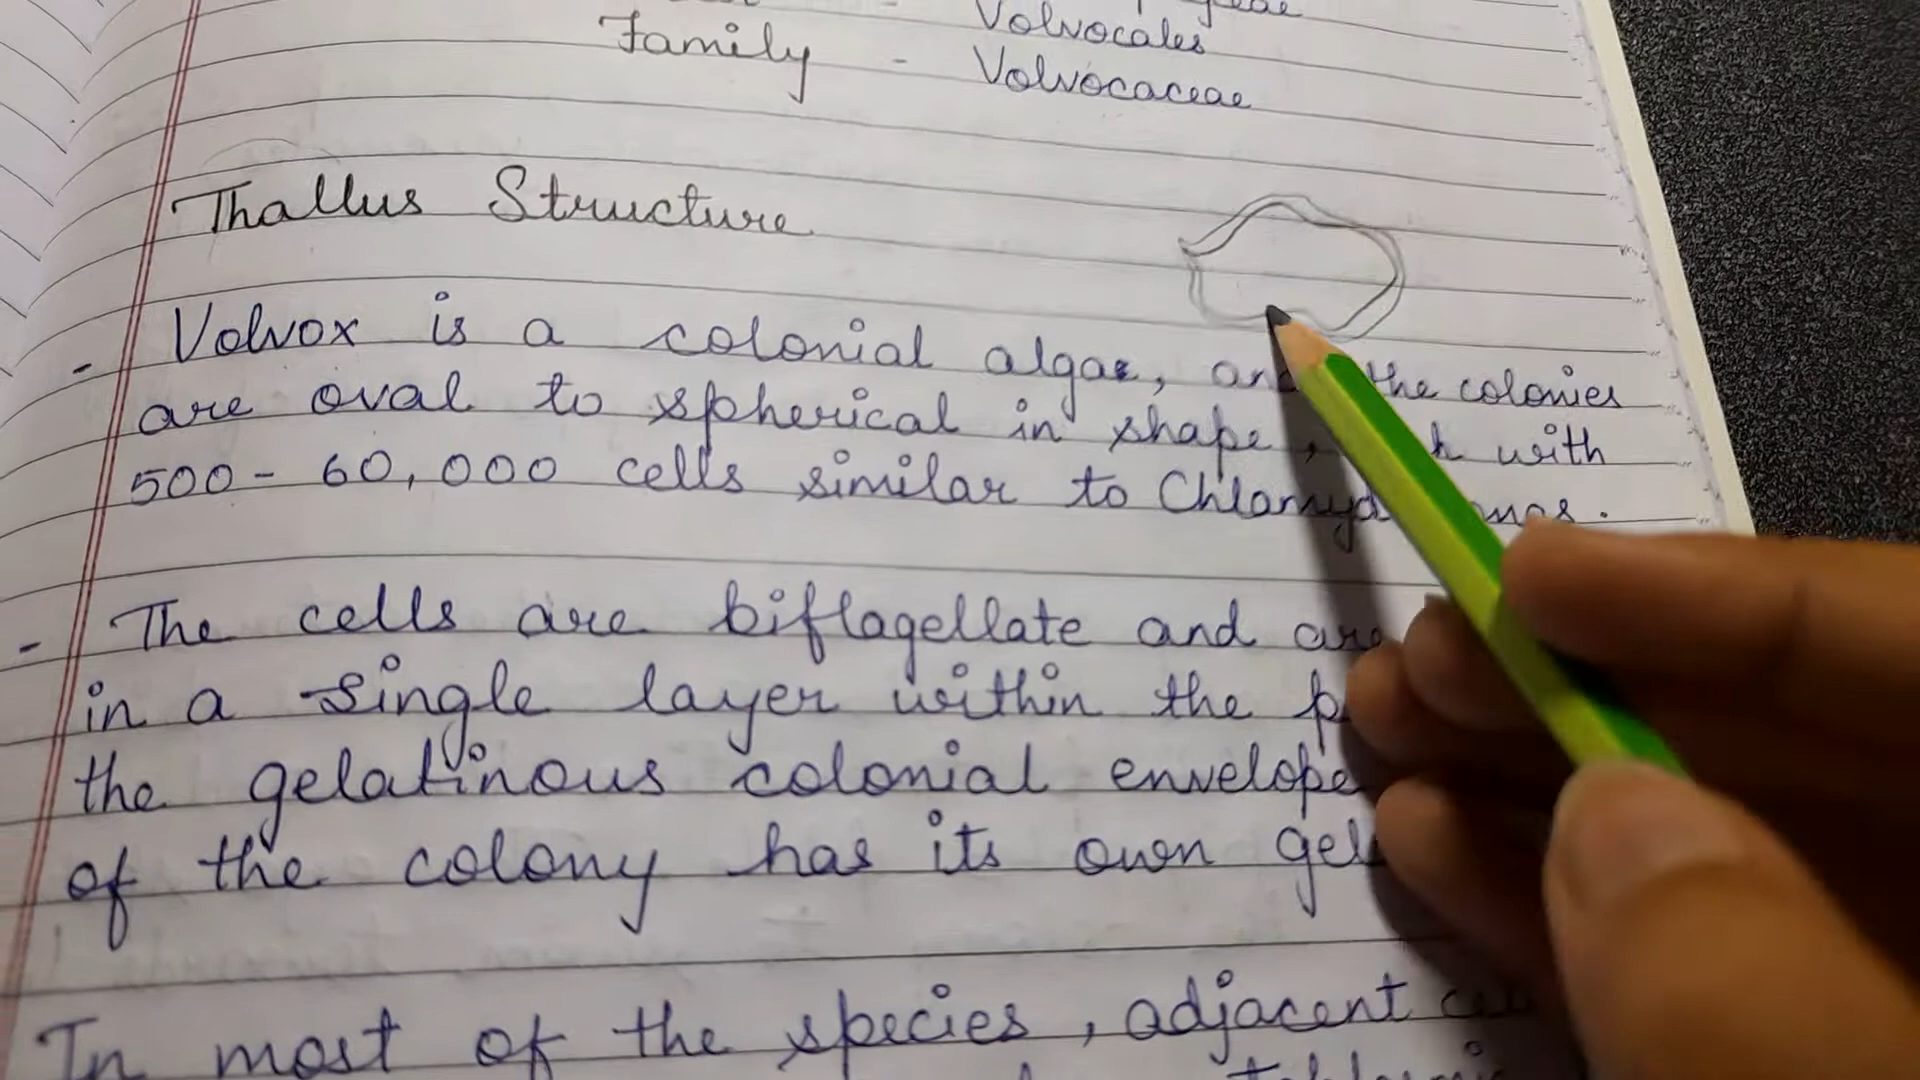 Volvocales
Family - Volvocaceae
Thallus Structure
- Volvox is a colonial algae, and the colonies
are oval to spherical in shape, with
500 - 60,000 cells similar to
- The cells are biflagellate and are
in a single layer within the
the gelatinous colonial envelope
of the colony has its own
In most of the species, adjacent